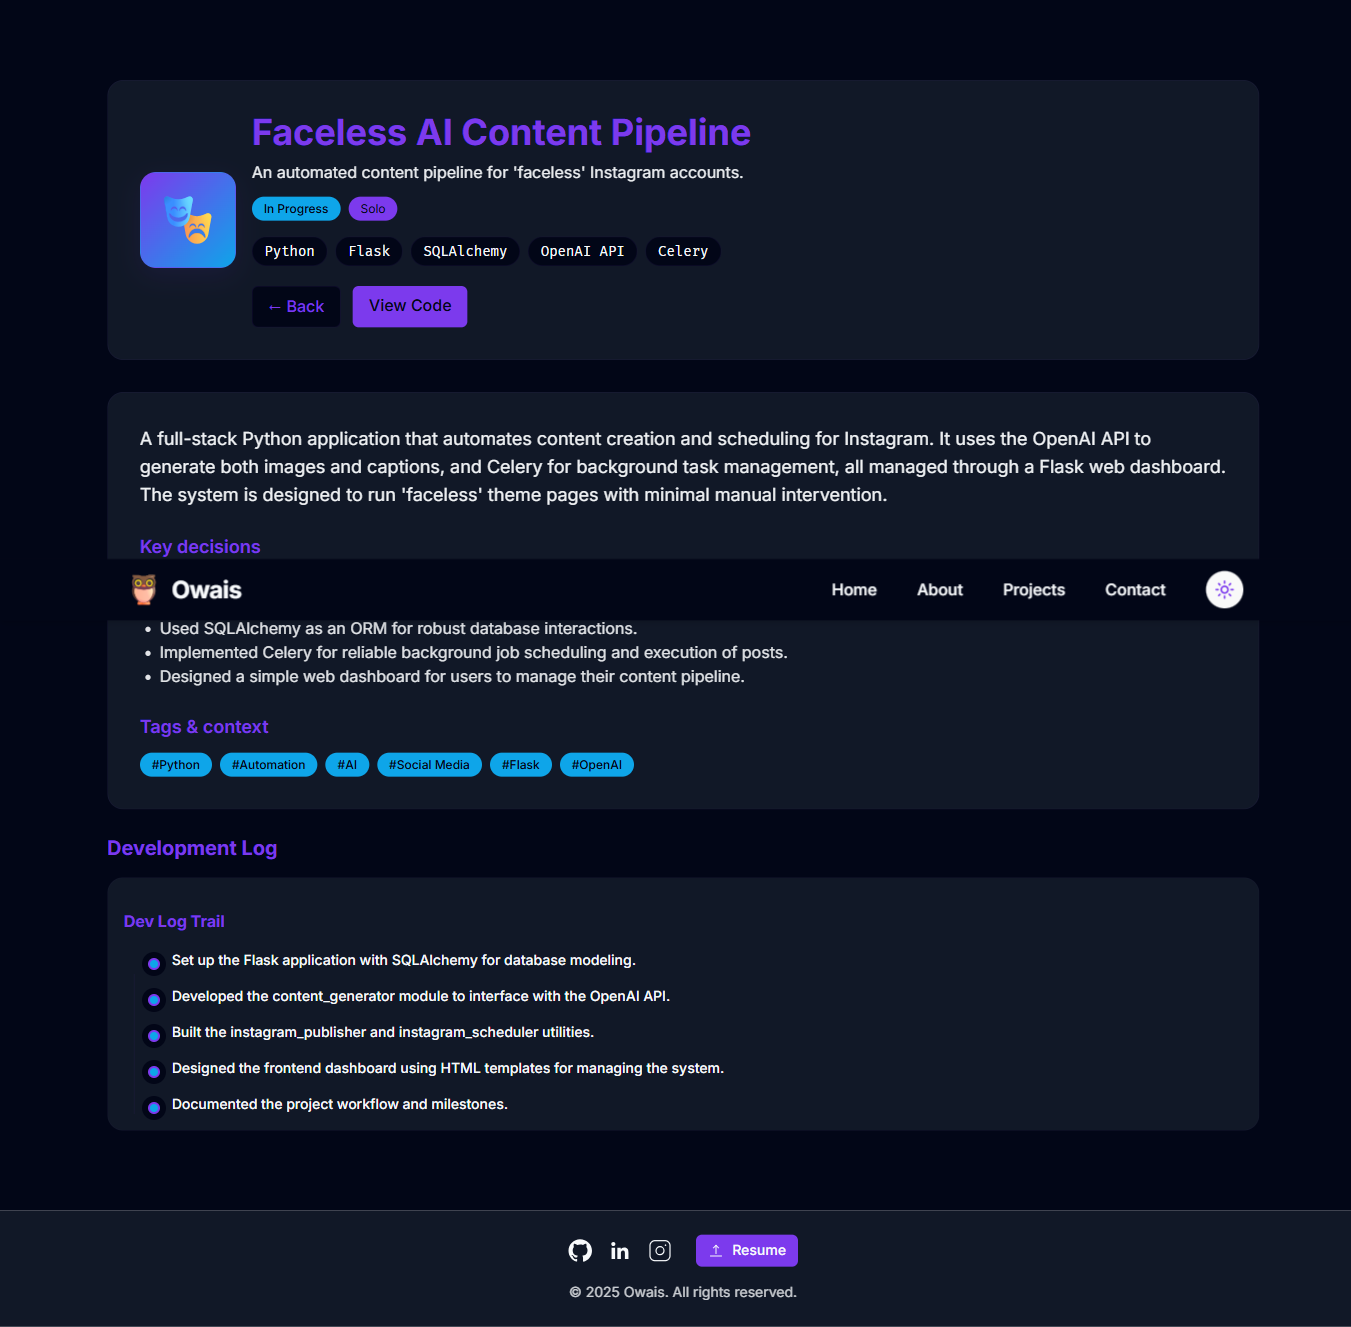 Faceless AI Content Pipeline
An automated content pipeline for 'faceless' Instagram accounts.
In Progress Solo
Python Flask SQLAlchemy OpenAI API Celery
← Back View Code
A full-stack Python application that automates content creation and scheduling for Instagram. It uses the OpenAI API to
generate both images and captions, and Celery for background task management, all managed through a Flask web dashboard.
The system is designed to run 'faceless' theme pages with minimal manual intervention.
Key decisions
Owais Home About Projects Contact
• Used SQLAlchemy as an ORM for robust database interactions.
• Implemented Celery for reliable background job scheduling and execution of posts.
• Designed a simple web dashboard for users to manage their content pipeline.
Tags & context
#Python #Automation #AI #Social Media #Flask #OpenAI
Development Log
Dev Log Trail
Set up the Flask application with SQLAlchemy for database modeling.
Developed the content_generator module to interface with the OpenAI API.
Built the instagram_publisher and instagram_scheduler utilities.
Designed the frontend dashboard using HTML templates for managing the system.
Documented the project workflow and milestones.
in Resume
© 2025 Owais. All rights reserved.